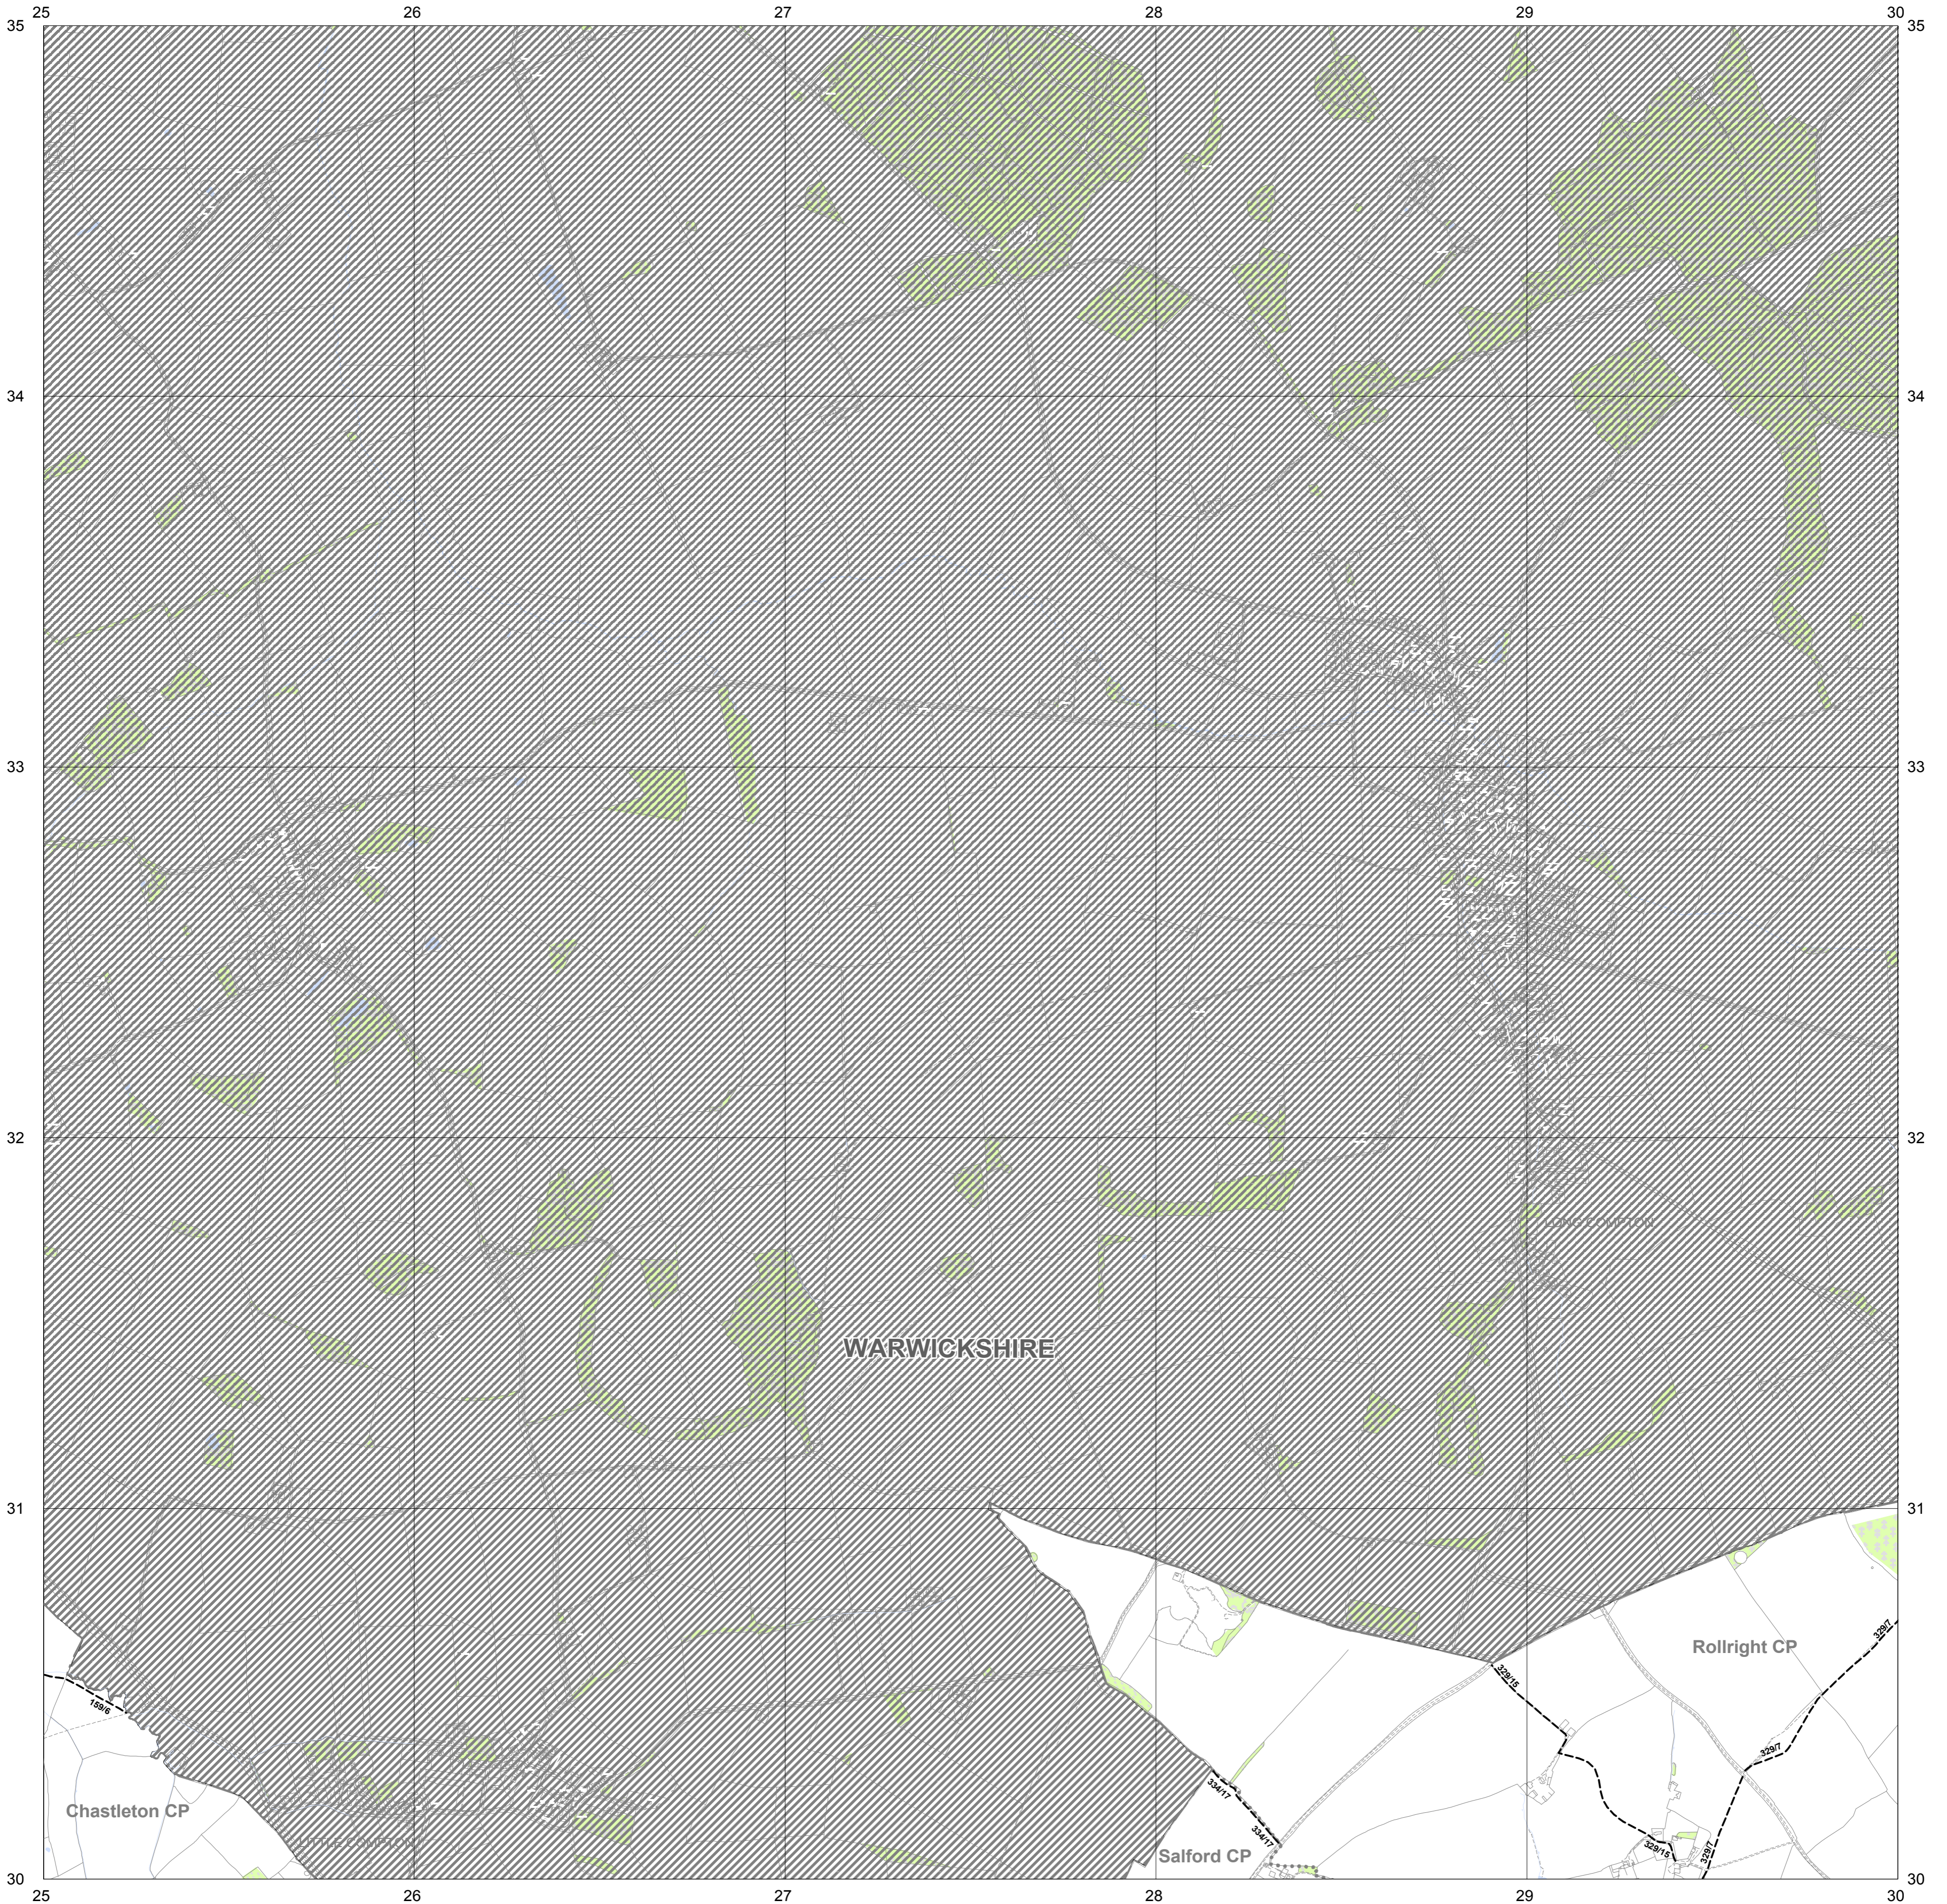 25 26 27 28 29 30
35 35
34 34
33 33
32 32
LONG COMPTON
WARWICKSHIRE
31 31
329/7
Rollright CP
329/15
159/6
329/7
334/17
Chastleton CP
334/17
LITTLE COMPTON
329/15
329/7
Salford CP
30 30
25 26 27 28 29 30